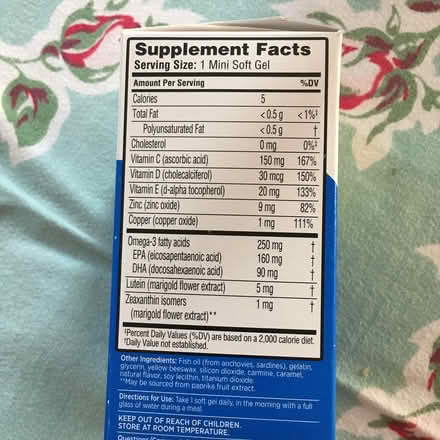 Supplement Facts
Serving Size: 1 Mini Soft Gel
Amount Per Serving %DV
Calories 5
Total Fat <0.5 g <1%‡
Polyunsaturated Fat <0.5 g †
Cholesterol 0 mg 0%‡
Vitamin C (ascorbic acid) 150 mg 167%
Vitamin D (cholecalciferol) 30 mcg 150%
Vitamin E (d-alpha tocopherol) 20 mg 133%
Zinc (zinc oxide) 9 mg 82%
Copper (copper oxide) 1 mg 111%
Omega-3 fatty acids 250 mg †
EPA (eicosapentaenoic acid) 160 mg †
DHA (docosahexaenoic acid) 90 mg †
Lutein (marigold flower extract) 5 mg †
Zeaxanthin isomers 1 mg †
(marigold flower extract)**
‡Percent Daily Values (%DV) are based on a 2,000 calorie diet.
†Daily Value not established.
Other Ingredients: Fish oil (from anchovies, sardines), gelatin,
glycerin, yellow beeswax, silicon dioxide, carmine, caramel,
natural flavor, soy lecithin, titanium dioxide.
**May be sourced from paprika fruit extract.
Directions for Use: Take 1 soft gel daily, in the morning with a full
glass of water during a meal.
KEEP OUT OF REACH OF CHILDREN.
STORE AT ROOM TEMPERATURE.